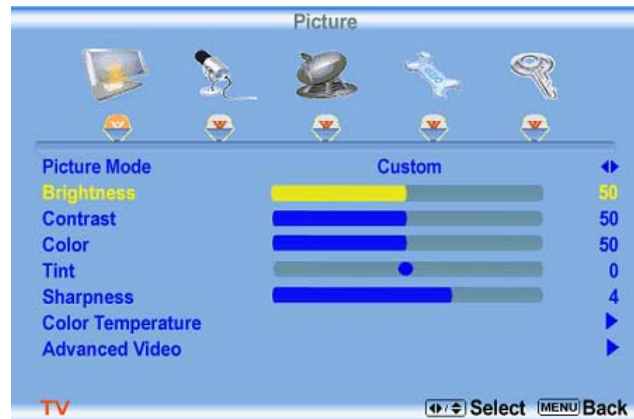 Picture
Picture Mode Custom
Brightness 50
Contrast 50
Color 50
Tint 0
Sharpness 4
Color Temperature
Advanced Video
TV Select MENU Back